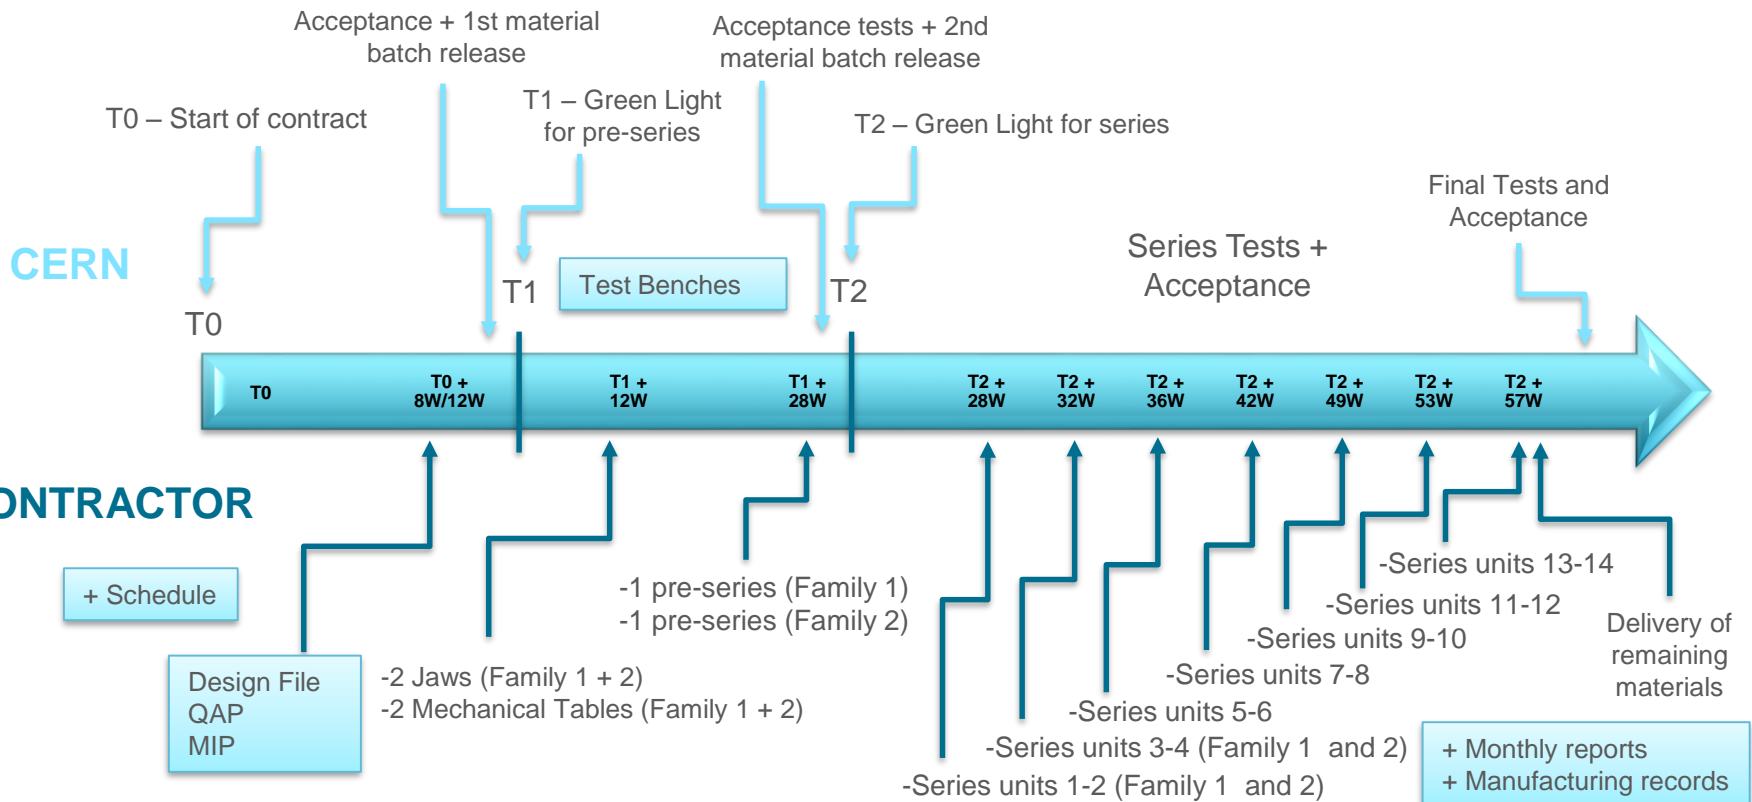 Acceptance + 1st material
batch release
Acceptance tests + 2nd
material batch release
T0 – Start of contract
T1 – Green Light
for pre-series
T2 – Green Light for series
Final Tests and
Acceptance
CERN
Series Tests +
Acceptance
T0
T1
Test Benches
T2
T0
T0 +
8W/12W
T1 +
12W
T1 +
28W
T2 +
28W
T2 +
32W
T2 +
36W
T2 +
42W
T2 +
49W
T2 +
53W
T2 +
57W
ONTRACTOR
+ Schedule
Design File
QAP
MIP
-2 Jaws (Family 1 + 2)
-2 Mechanical Tables (Family 1 + 2)
-1 pre-series (Family 1)
-1 pre-series (Family 2)
-Series units 13-14
-Series units 11-12
-Series units 9-10
-Series units 7-8
-Series units 5-6
-Series units 3-4 (Family 1 and 2)
-Series units 1-2 (Family 1 and 2)
Delivery of
remaining
materials
+ Monthly reports
+ Manufacturing records